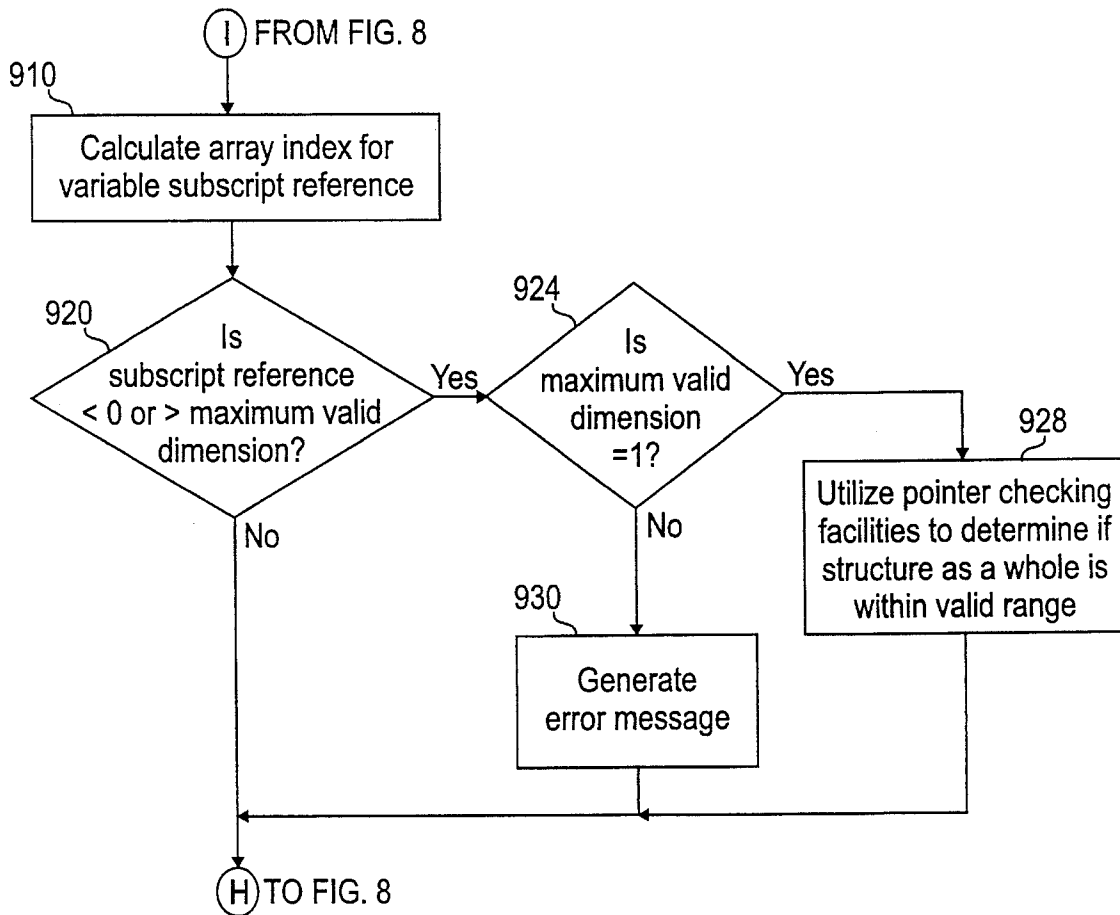 I FROM FIG. 8
910
Calculate array index for
variable subscript reference
920
Is
subscript reference
< 0 or > maximum valid
dimension?
Yes
No
924
Is
maximum valid
dimension
=1?
Yes
No
928
Utilize pointer checking
facilities to determine if
structure as a whole is
within valid range
930
Generate
error message
H TO FIG. 8